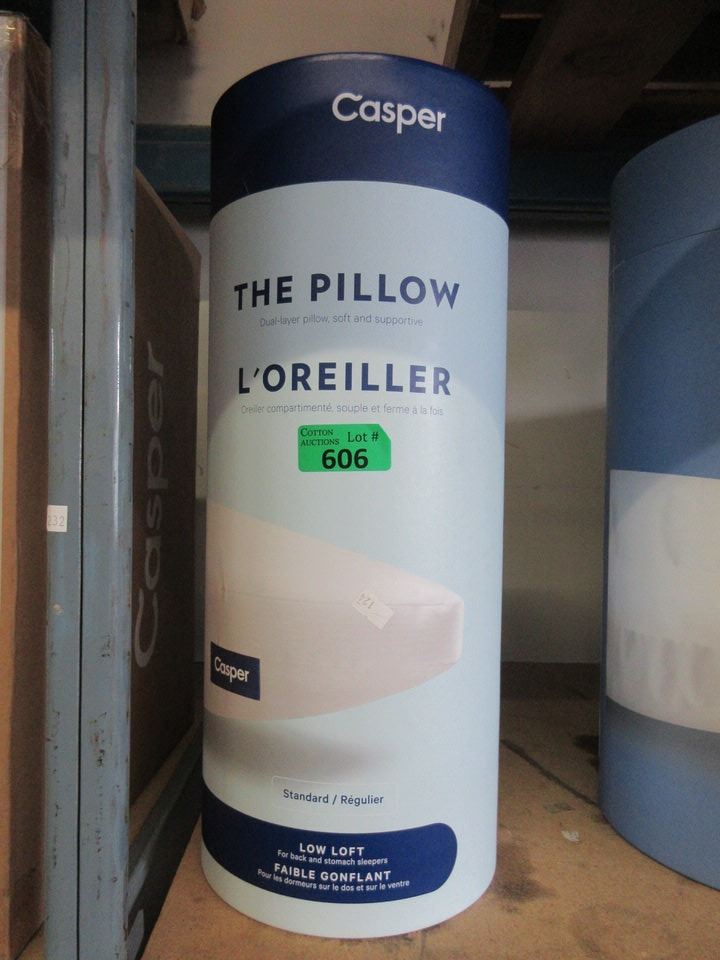 Casper
THE PILLOW
Dual-layer pillow, soft and supportive
L'OREILLER
Oreiller compartimenté, souple et ferme à la fois
COTTON
AUCTIONS Lot #
606
124
Casper
Standard / Régulier
LOW LOFT
For back and stomach sleepers
FAIBLE GONFLANT
Pour les dormeurs sur le dos et sur le ventre
Casper
232